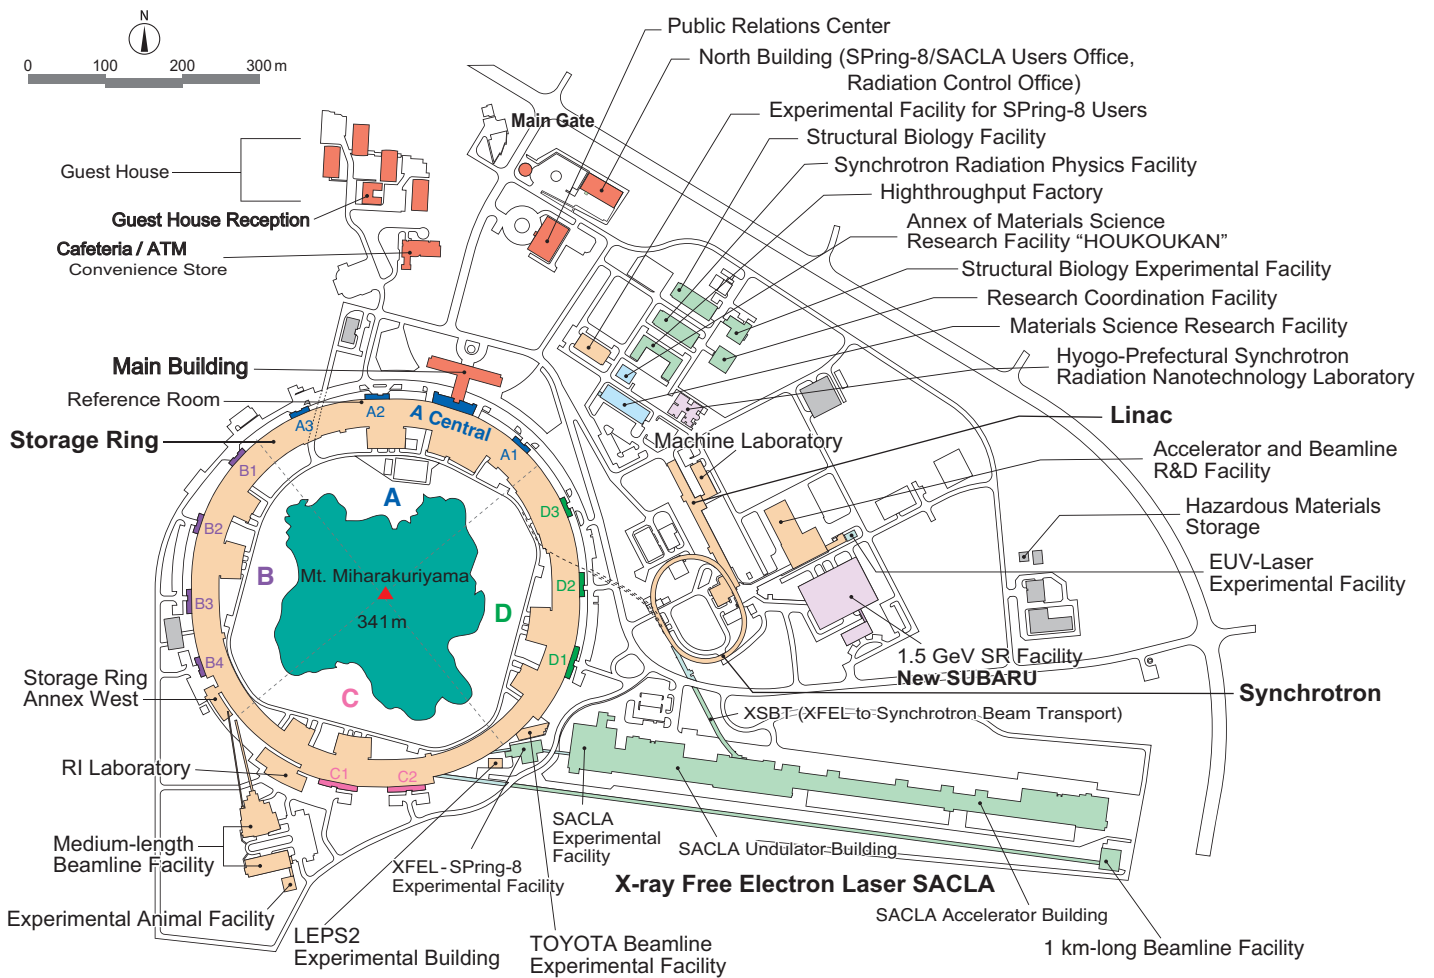 N
0 100 200 300 m
Public Relations Center
North Building (SPring-8/SACLA Users Office,
Radiation Control Office)
Main Gate
Experimental Facility for SPring-8 Users
Structural Biology Facility
Synchrotron Radiation Physics Facility
Highthroughput Factory
Annex of Materials Science
Research Facility “HOUKOUKAN”
Structural Biology Experimental Facility
Research Coordination Facility
Materials Science Research Facility
Hyogo-Prefectural Synchrotron
Radiation Nanotechnology Laboratory
Guest House
Guest House Reception
Cafeteria / ATM
Convenience Store
Main Building
Reference Room
Storage Ring
A3
A2
A Central
A1
Machine Laboratory
Linac
Accelerator and Beamline
R&D Facility
Hazardous Materials
Storage
EUV-Laser
Experimental Facility
B1
B2
B3
B4
A
B
C
D
D3
D2
D1
Mt. Miharakuriyama
341 m
1.5 GeV SR Facility
New SUBARU
Synchrotron
XSBT (XFEL to Synchrotron Beam Transport)
Storage Ring
Annex West
RI Laboratory
C1
C2
Medium-length
Beamline Facility
Experimental Animal Facility
LEPS2
Experimental Building
XFEL-SPring-8
Experimental Facility
TOYOTA Beamline
Experimental Facility
SACLA
Experimental
Facility
SACLA Undulator Building
X-ray Free Electron Laser SACLA
SACLA Accelerator Building
1 km-long Beamline Facility